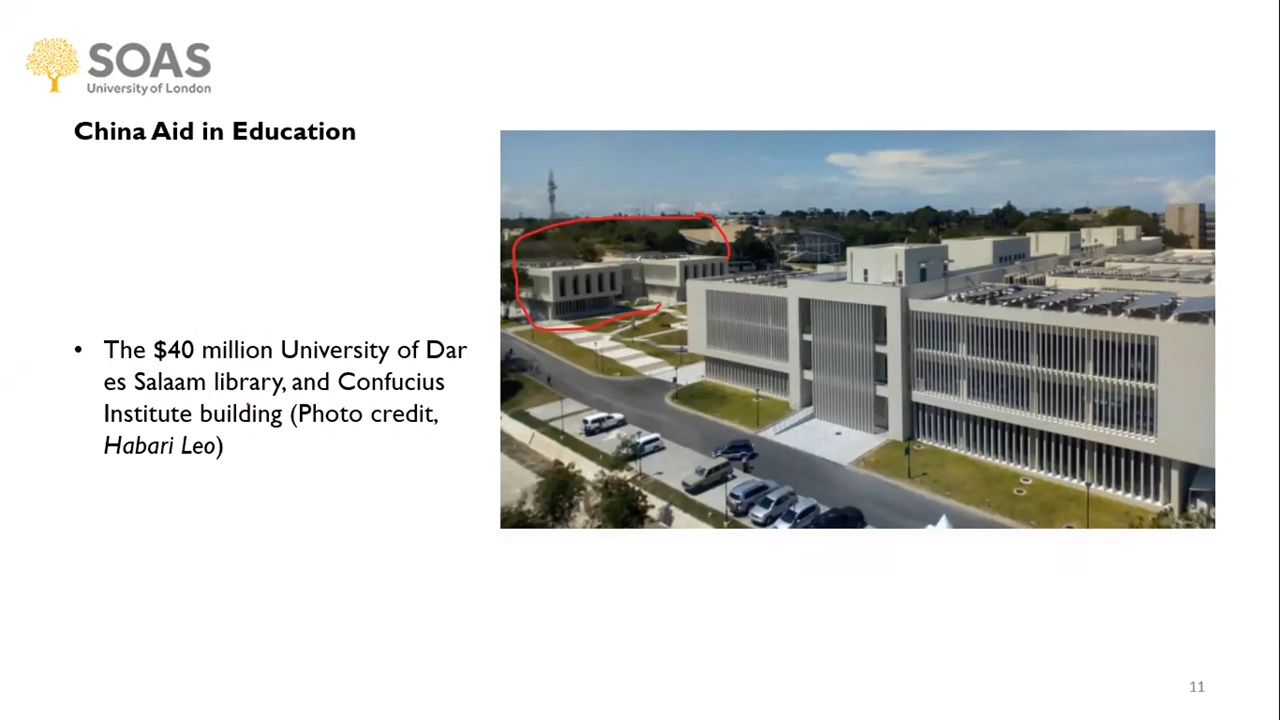 SOAS
University of London
China Aid in Education
• The $40 million University of Dar
es Salaam library, and Confucius
Institute building (Photo credit,
Habari Leo)
11